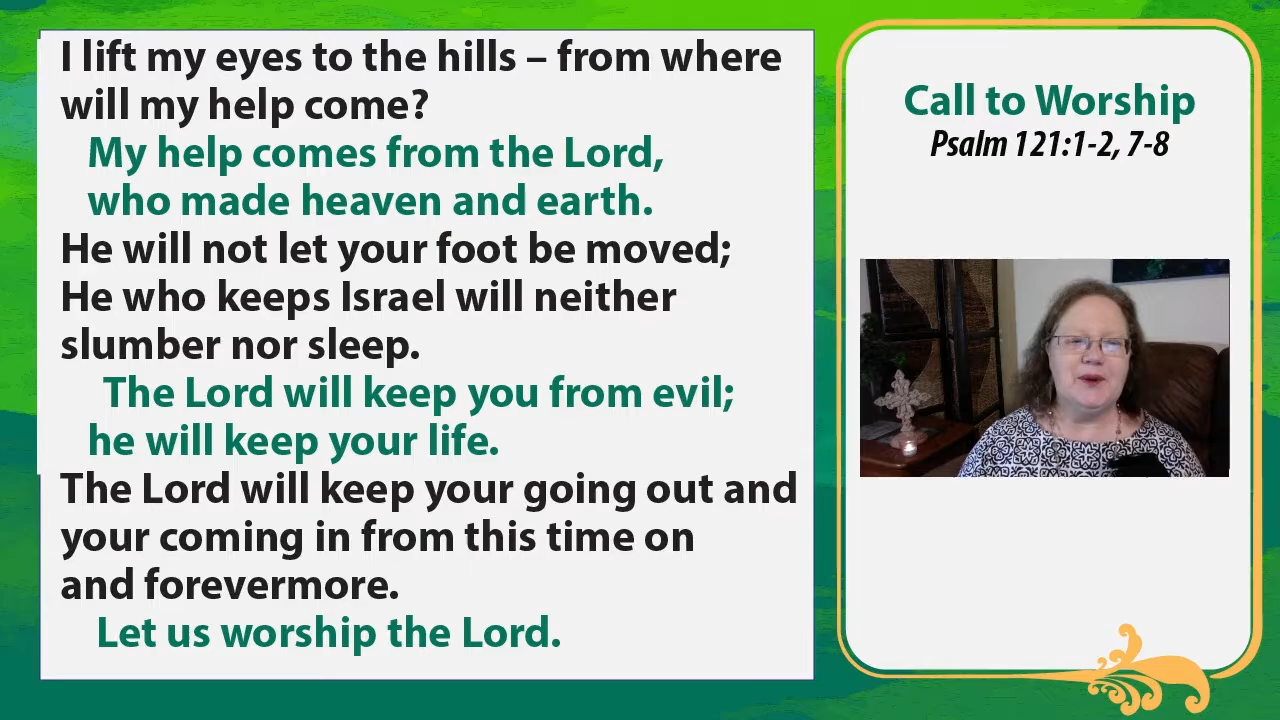 I lift my eyes to the hills – from where
will my help come?
My help comes from the Lord,
who made heaven and earth.
He will not let your foot be moved;
He who keeps Israel will neither
slumber nor sleep.
The Lord will keep you from evil;
he will keep your life.
The Lord will keep your going out and
your coming in from this time on
and forevermore.
Let us worship the Lord.
Call to Worship
Psalm 121:1-2, 7-8